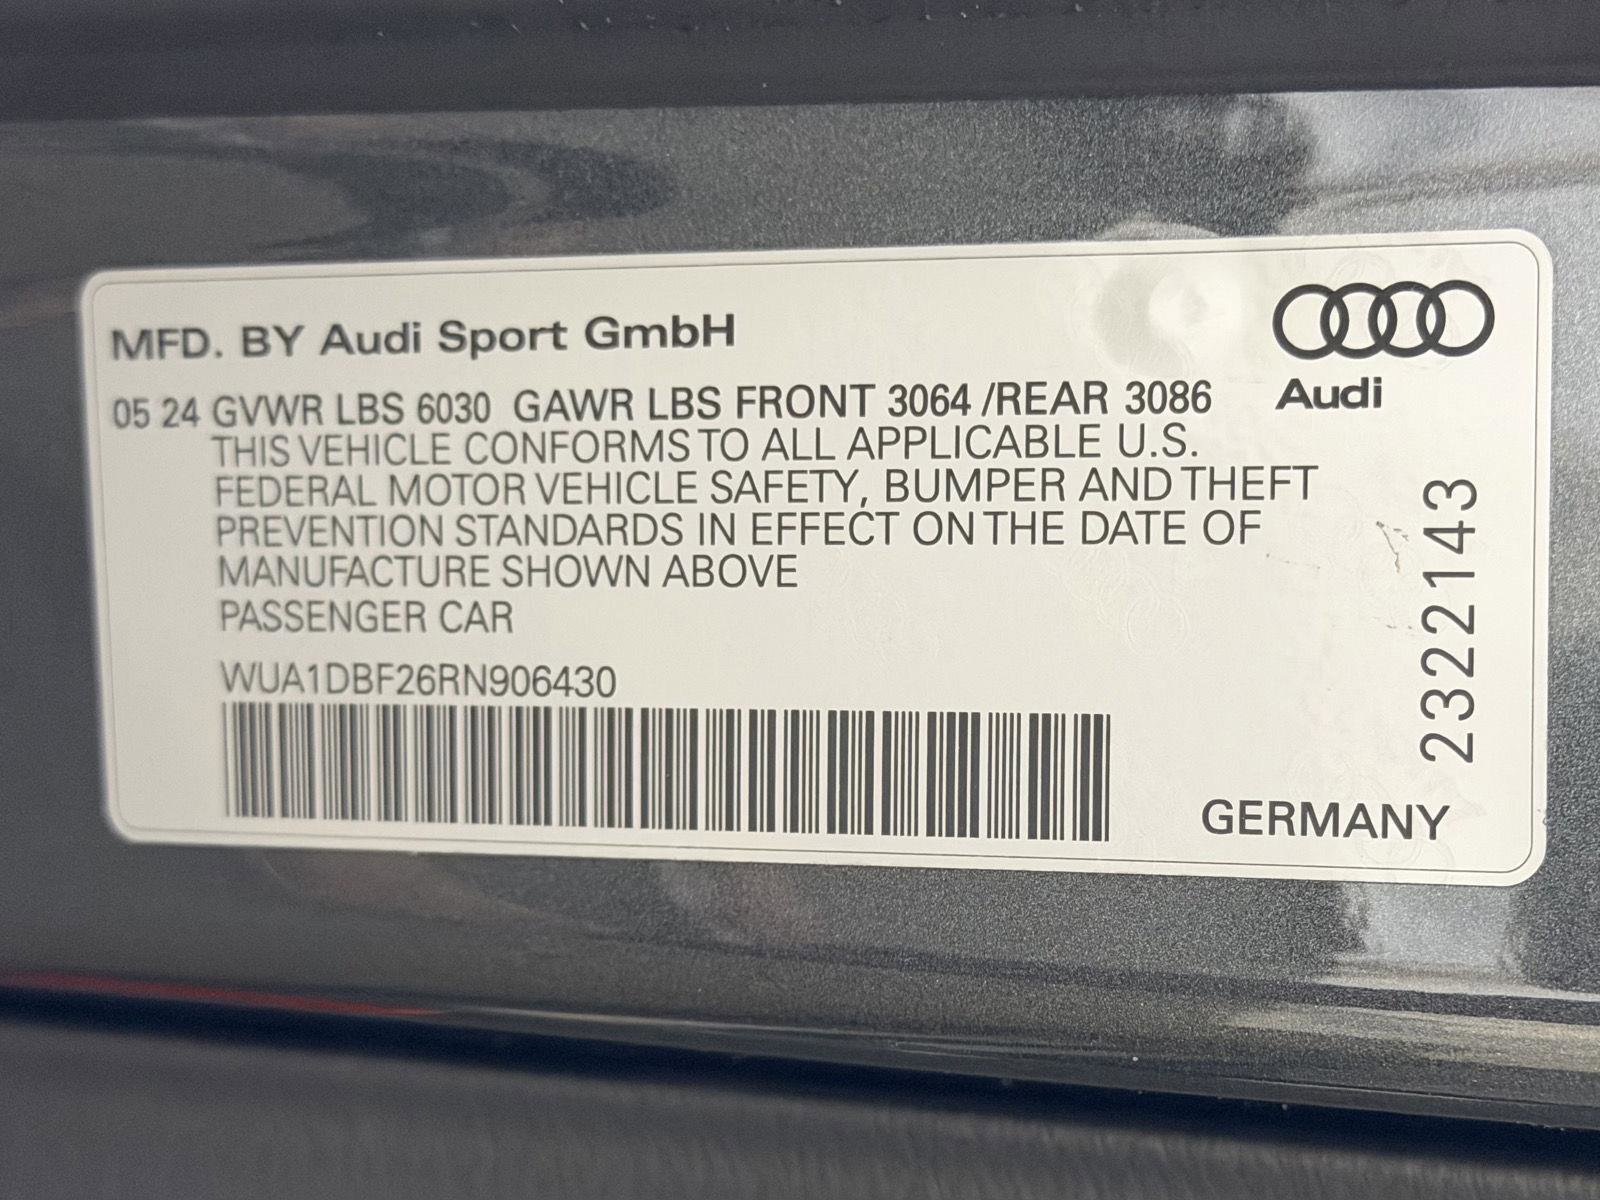 MFD. BY Audi Sport GmbH
Audi
05 24 GVWR LBS 6030 GAWR LBS FRONT 3064 /REAR 3086
THIS VEHICLE CONFORMS TO ALL APPLICABLE U.S.
FEDERAL MOTOR VEHICLE SAFETY, BUMPER AND THEFT
PREVENTION STANDARDS IN EFFECT ON THE DATE OF
MANUFACTURE SHOWN ABOVE
PASSENGER CAR
WUA1DBF26RN906430
2322143
GERMANY